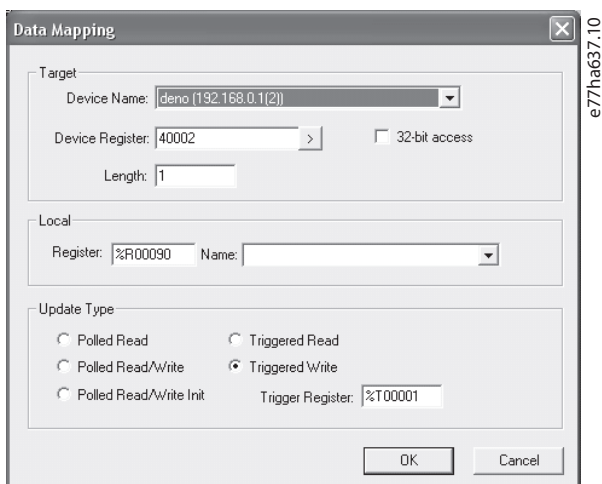 Data Mapping
Target
Device Name: deno (192.168.0.1(2))
Device Register: 40002 > 32-bit access
Length: 1
Local
Register: %R00090 Name:
Update Type
Polled Read Triggered Read
Polled Read/Write Triggered Write
Polled Read/Write Init Trigger Register: %T00001
OK Cancel
e77ha637.10